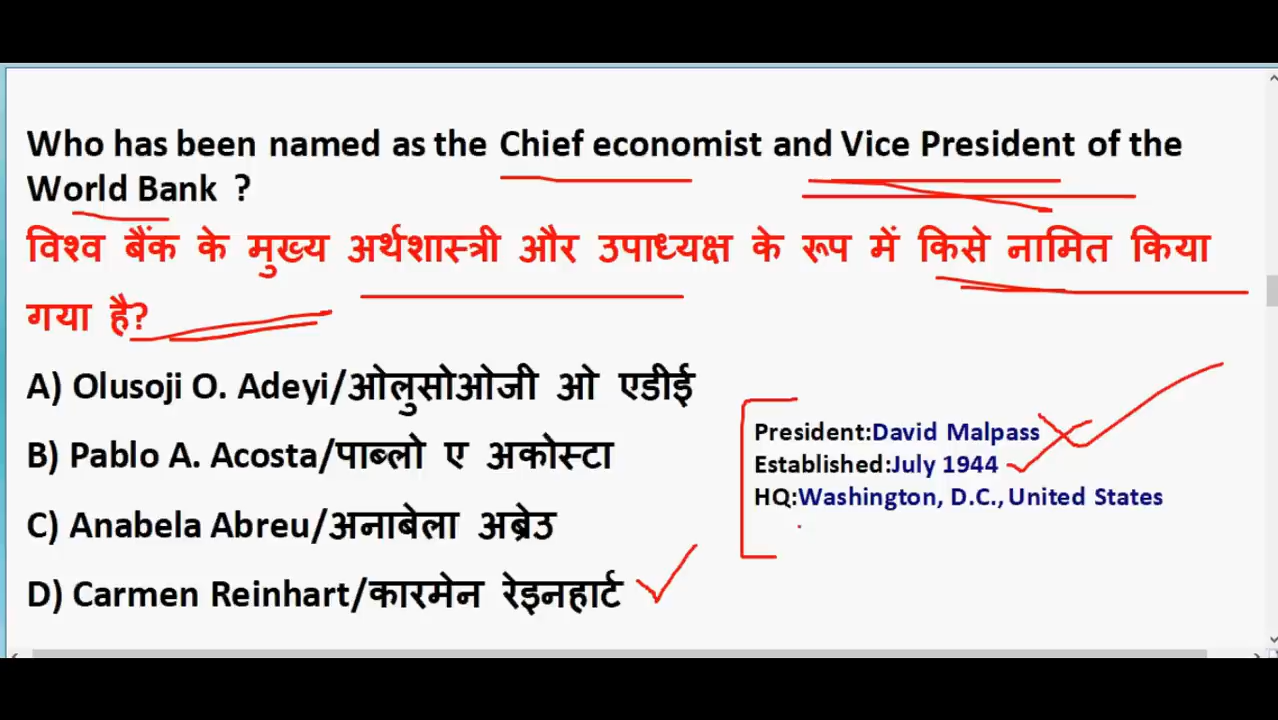 Who has been named as the Chief economist and Vice President of the
World Bank ?
विश्व बैंक के मुख्य अर्थशास्त्री और उपाध्यक्ष के रूप में किसे नामित किया
गया है?
A) Olusoji O. Adeyi/ओलुसोओजी ओ एडीई
B) Pablo A. Acosta/पाब्लो ए अकोस्टा
C) Anabela Abreu/अनाबेला अब्रेउ
D) Carmen Reinhart/कारमेन रेइनहार्ट
President:David Malpass
Established:July 1944
HQ:Washington, D.C., United States